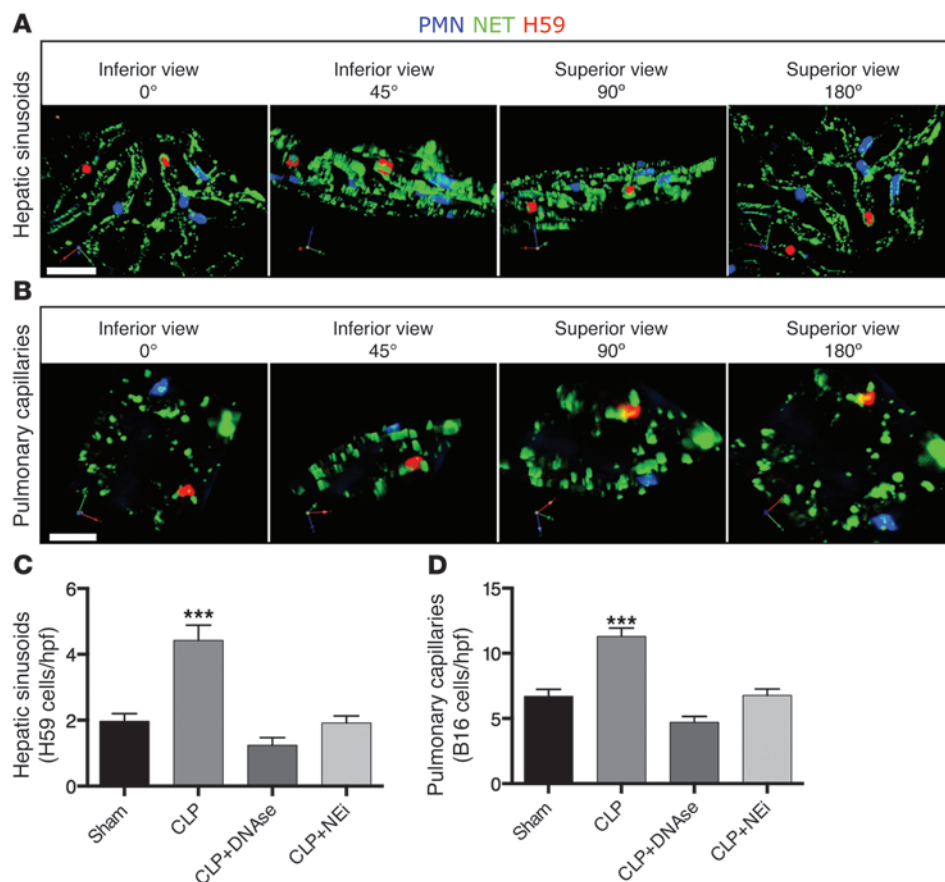 A
PMN NET H59
Hepatic sinusoids
Inferior view
0°
Inferior view
45°
Superior view
90°
Superior view
180°
B
Pulmonary capillaries
Inferior view
0°
Inferior view
45°
Superior view
90°
Superior view
180°
C
Hepatic sinusoids
(H59 cells/hpf)
6
4
2
0
***
Sham
CLP
CLP+DNAse
CLP+NEi
D
Pulmonary capillaries
(B16 cells/hpf)
15
10
5
0
***
Sham
CLP
CLP+DNAse
CLP+NEi